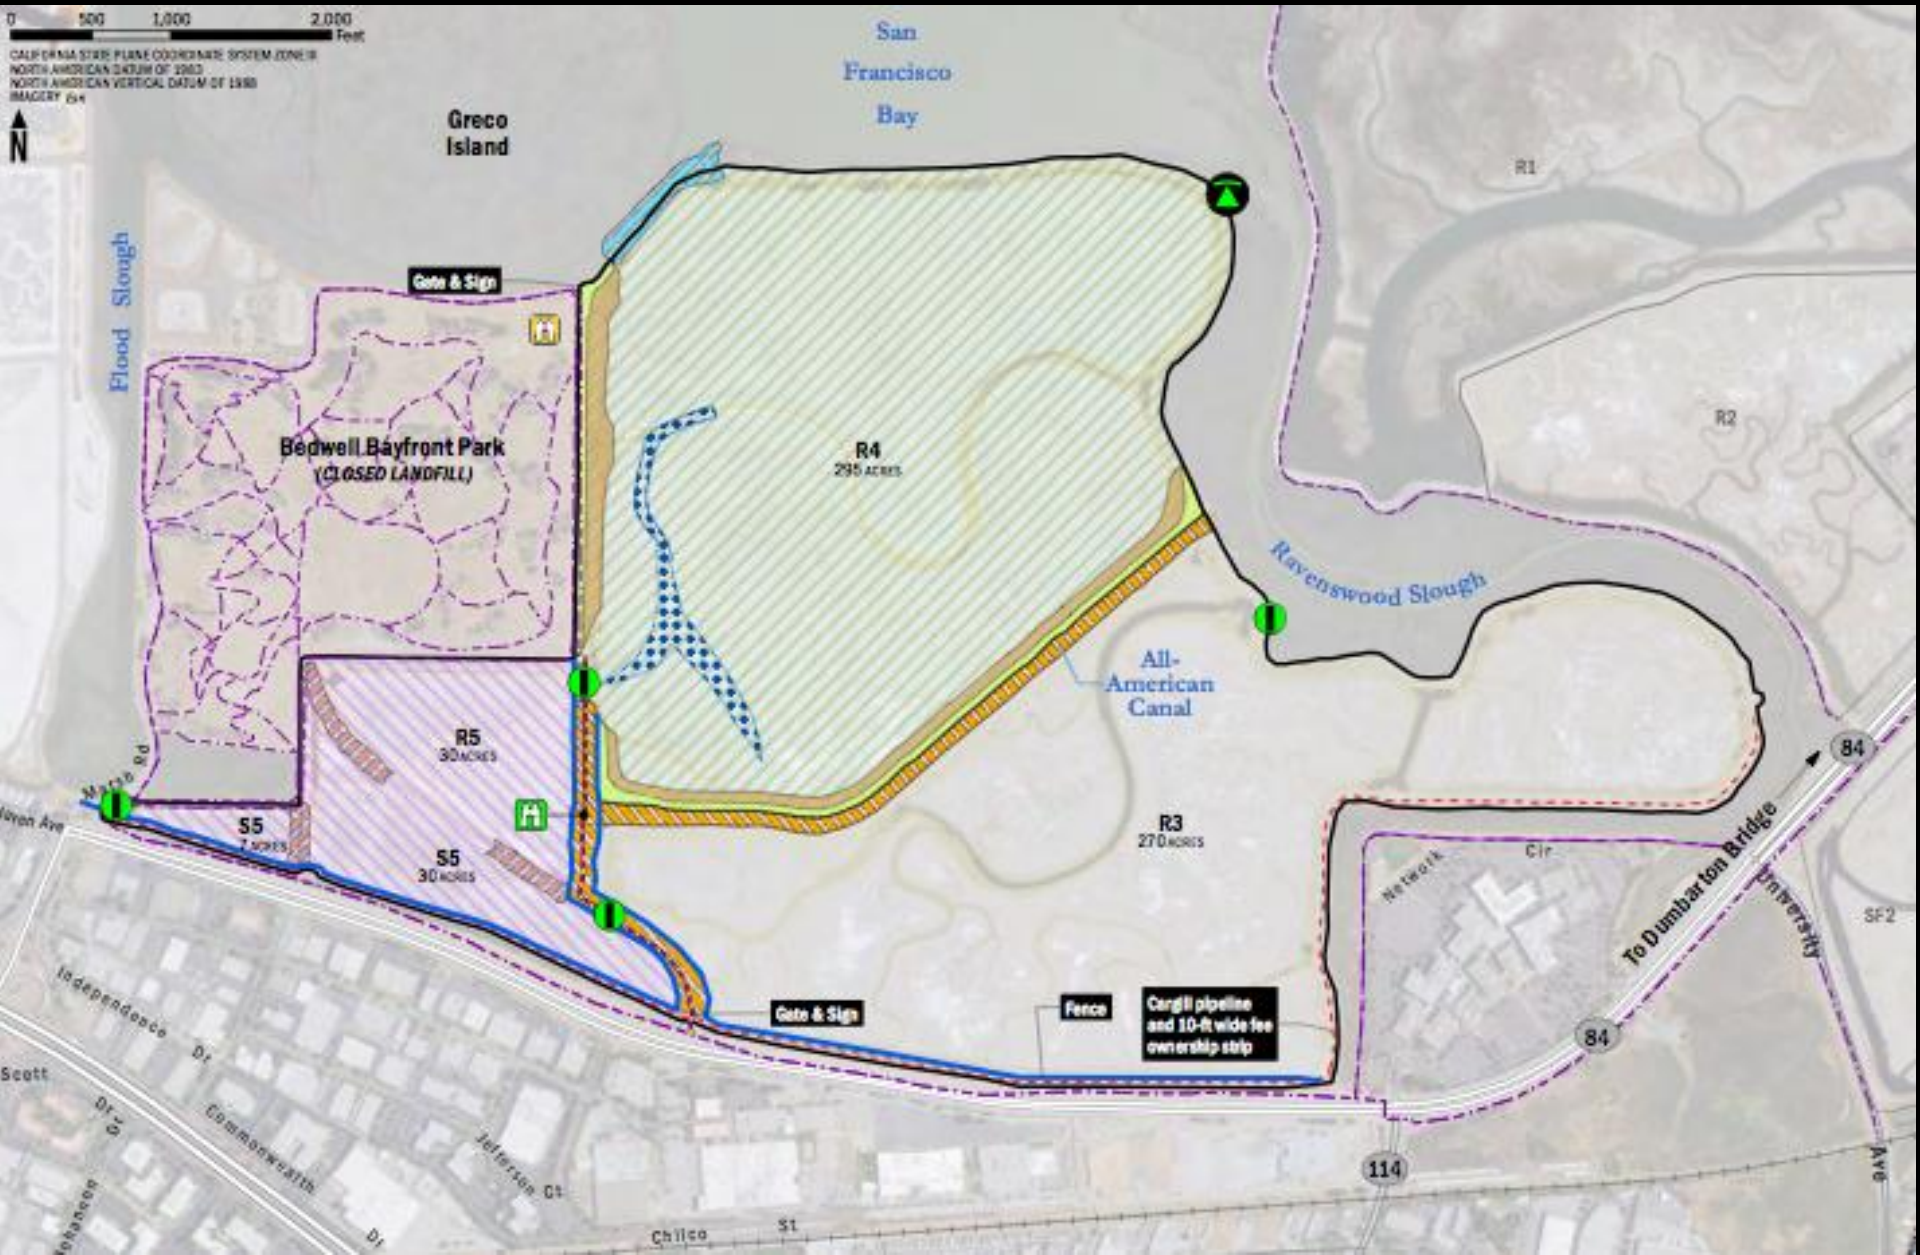 0 500 1,000 2,000
Feet
CALIFORNIA STATE PLANE COORDINATE SYSTEM ZONE III
NORTH AMERICAN DATUM OF 1983
NORTH AMERICAN VERTICAL DATUM OF 1988
IMAGERY Esri
N
San
Francisco
Bay
Greco
Island
R1
Flood Slough
Gate & Sign
R2
Bedwell Bayfront Park
(CLOSED LANDFILL)
R4
295 ACRES
Ravenswood Slough
All-
American
Canal
R5
30 ACRES
84
Marsh Rd
Haven Ave
S5
7 ACRES
S5
30 ACRES
R3
270 ACRES
Network Cir
To Dumbarton Bridge
University
Ave
SF2
Gate & Sign
Fence
Cargill pipeline
and 10-ft wide fee
ownership strip
84
Independence Dr
Scott
Dr
Dr
Commonwealth
Dr
Jefferson Ct
114
Chilco St